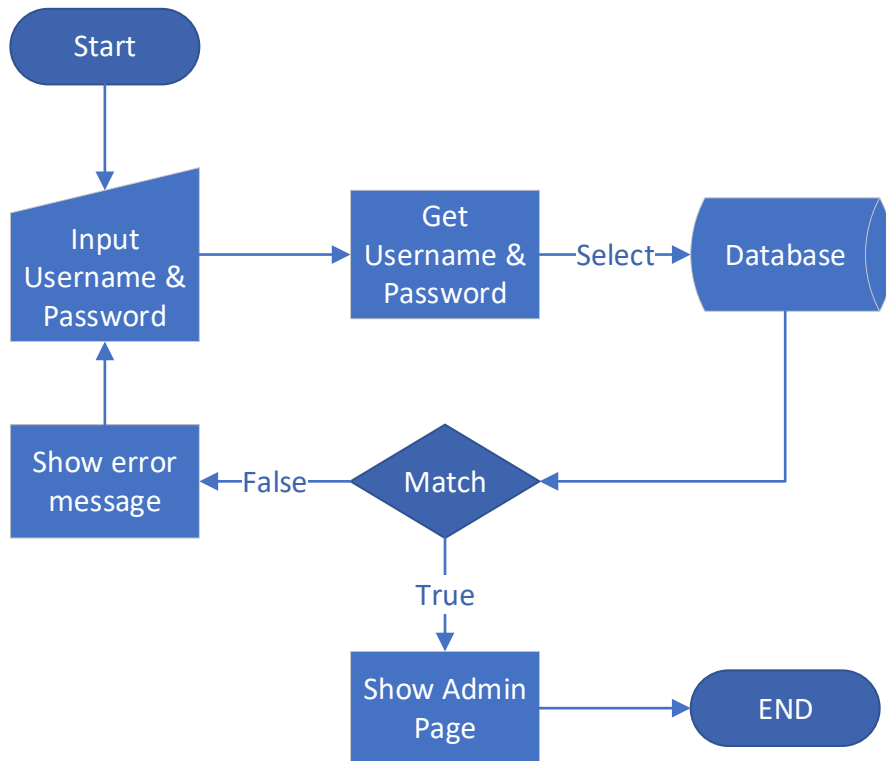 Start
Input
Username &
Password
Get
Username &
Password
Select
Database
Show error
message
False
Match
True
Show Admin
Page
END